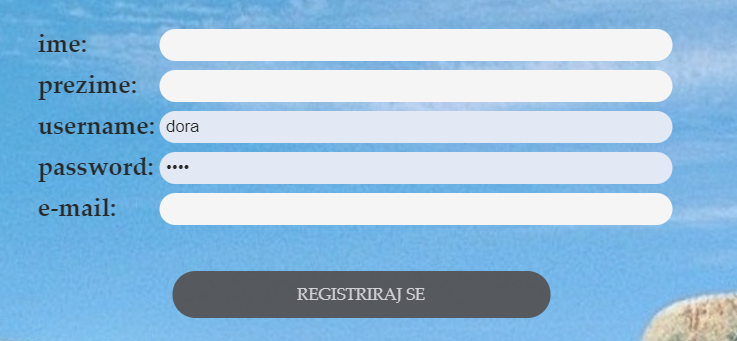 ime:
prezime:
username: dora
password: ••••
e-mail:
REGISTRIRAJ SE